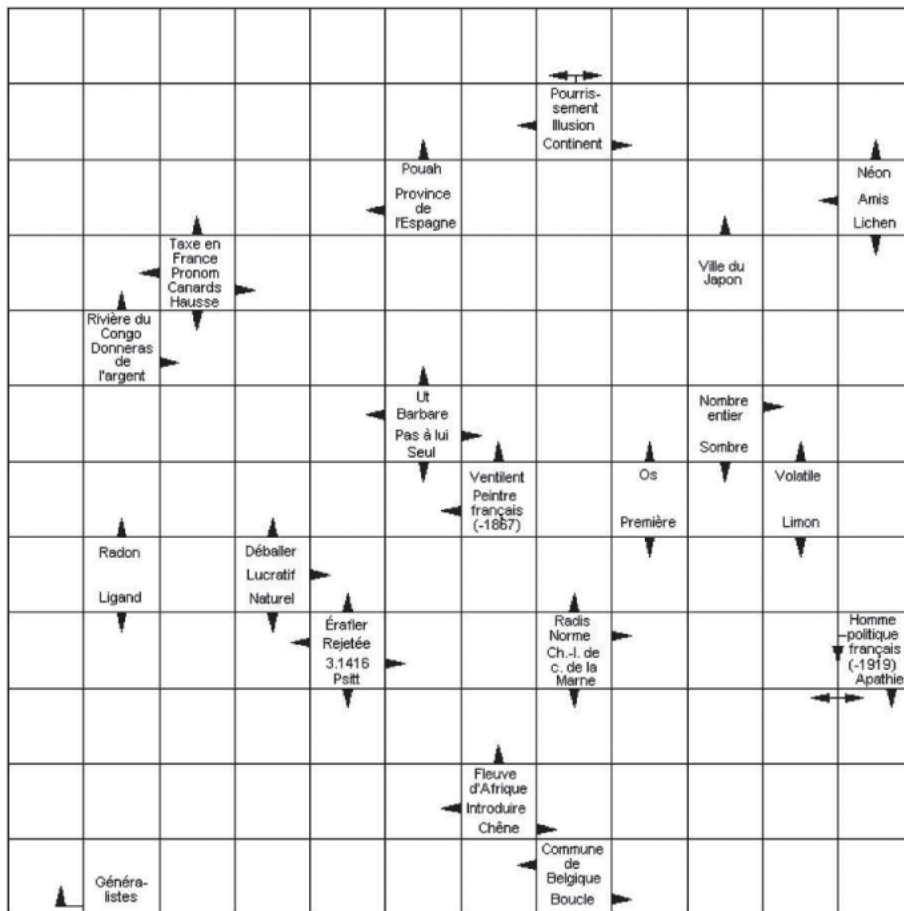 Pourris-
sement
Illusion
Continent
Pouah
Province
de
l'Espagne
Néon
Amis
Lichen
Taxe en
France
Pronom
Canards
Hausse
Ville du
Japon
Rivière du
Congo
Donneras
de
l'argent
Ut
Barbare
Pas à lui
Seul
Nombre
entier
Sombre
Ventilent
Peintre
français
(-1867)
Os
Première
Volatile
Limon
Radon
Ligand
Déballer
Lucratif
Naturel
Érafler
Rejetée
3.1416
Psitt
Radis
Norme
Ch.-l. de
c. de la
Marne
Homme
politique
français
(-1919)
Apathie
Fleuve
d'Afrique
Introduire
Chêne
Commune
de
Belgique
Boucle
Généra-
listes